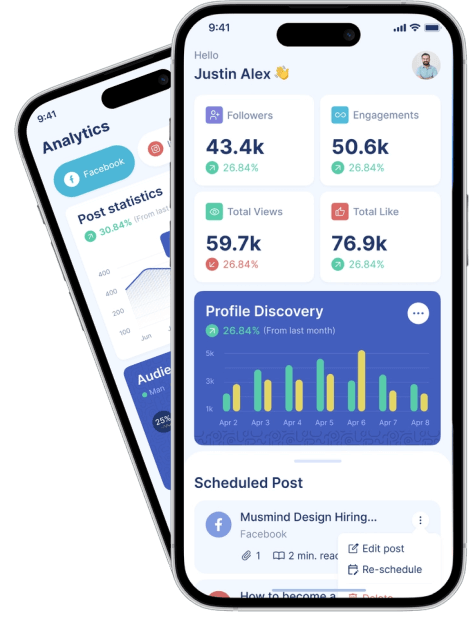 9:41
Analytics
Facebook
Post statistics
30.84% (From last
400
400
200
100
Jun
Audie
Man
25%
9:41
Hello
Justin Alex 👋
Followers
43.4k
26.84%
Engagements
50.6k
26.84%
Total Views
59.7k
26.84%
Total Like
76.9k
26.84%
Profile Discovery
26.84% (From last month)
5k
3k
1k
Apr 2 Apr 3 Apr 4 Apr 5 Apr 6 Apr 7 Apr 8
Scheduled Post
Musmind Design Hiring...
Facebook
1 2 min. read
Edit post
Re-schedule
How to become a
Delete